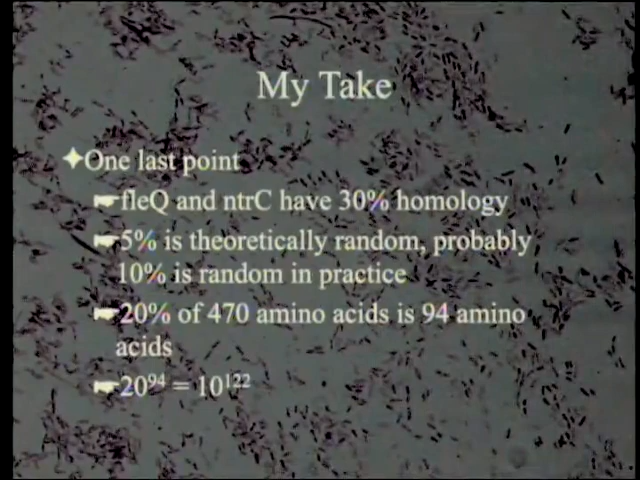 My Take
One last point
fleQ and ntrC have 30% homology
5% is theoretically random, probably
10% is random in practice
20% of 470 amino acids is 94 amino
acids
20⁹⁴ = 10¹²²